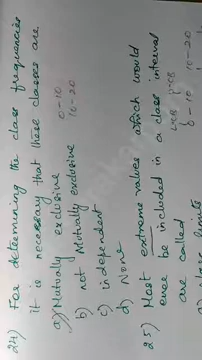 24) For determining the class frequencies
it is necessary that these classes are
a) Mutually exclusive 0-10
b) not Mutually exclusive 10-20
c) independent
d) None
25) Most extreme values which would
ever be included in a class interval
are called 0-10 10-20